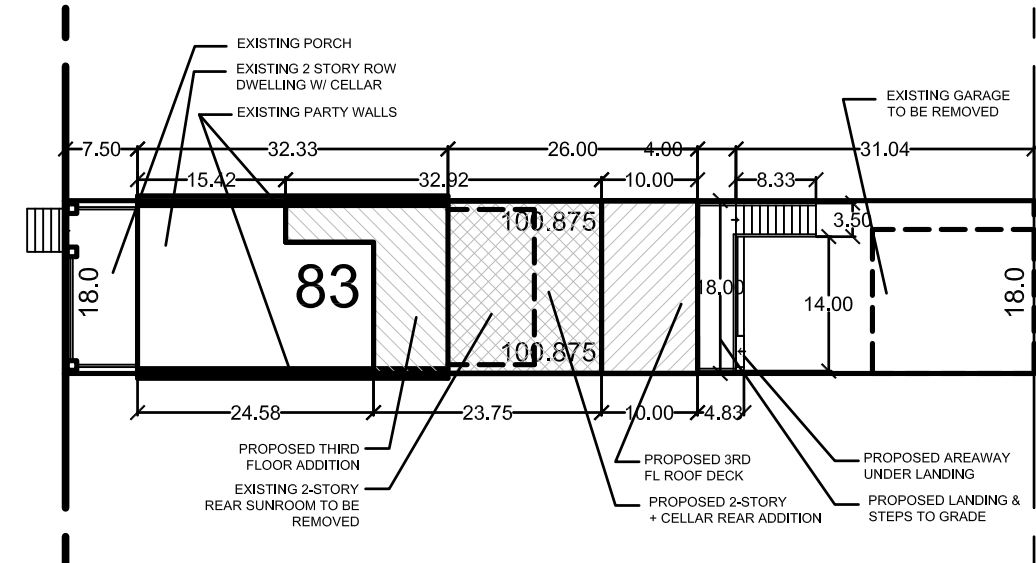 EXISTING PORCH
EXISTING 2 STORY ROW
DWELLING W/ CELLAR
EXISTING PARTY WALLS
EXISTING GARAGE
TO BE REMOVED
7.50
32.33
26.00
4.00
31.04
15.42
32.92
10.00
8.33
100.875
3.50
18.0
83
18.00
14.00
18.0
100.875
24.58
23.75
10.00
4.83
PROPOSED THIRD
FLOOR ADDITION
EXISTING 2-STORY
REAR SUNROOM TO BE
REMOVED
PROPOSED 3RD
FL ROOF DECK
PROPOSED 2-STORY
+ CELLAR REAR ADDITION
PROPOSED AREAWAY
UNDER LANDING
PROPOSED LANDING &
STEPS TO GRADE